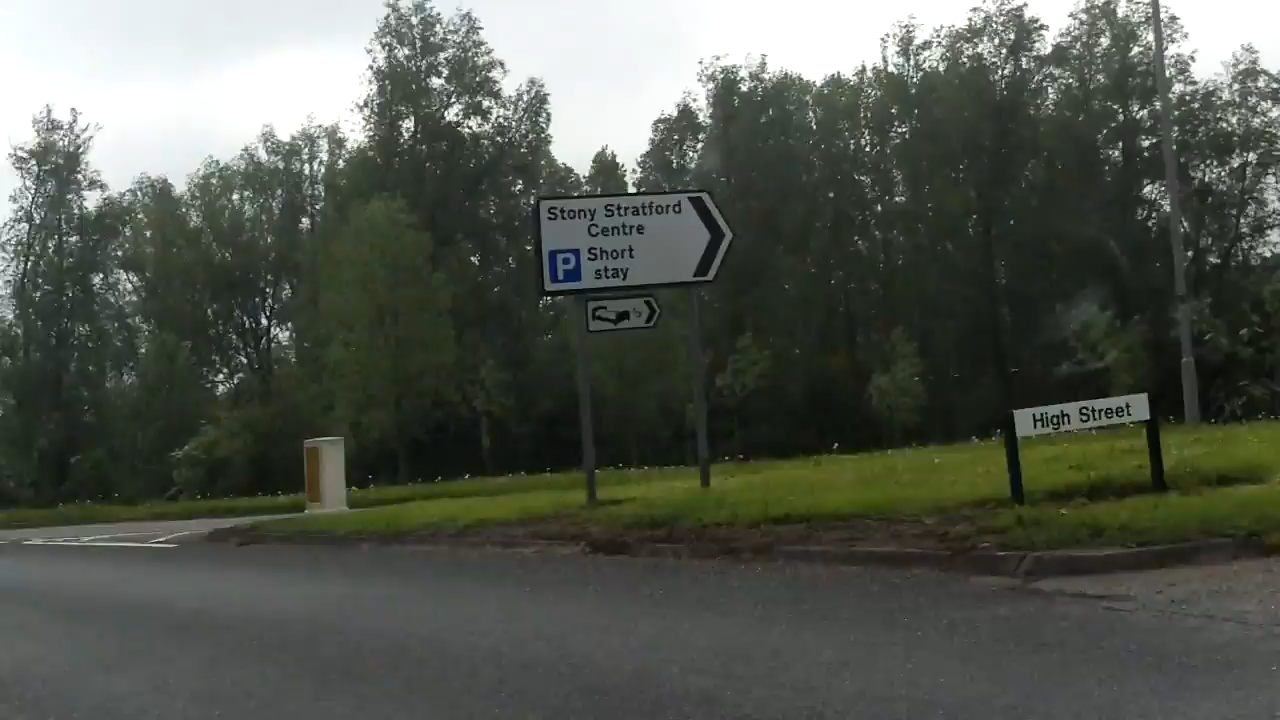 Stony Stratford
Centre
P Short
stay
High Street